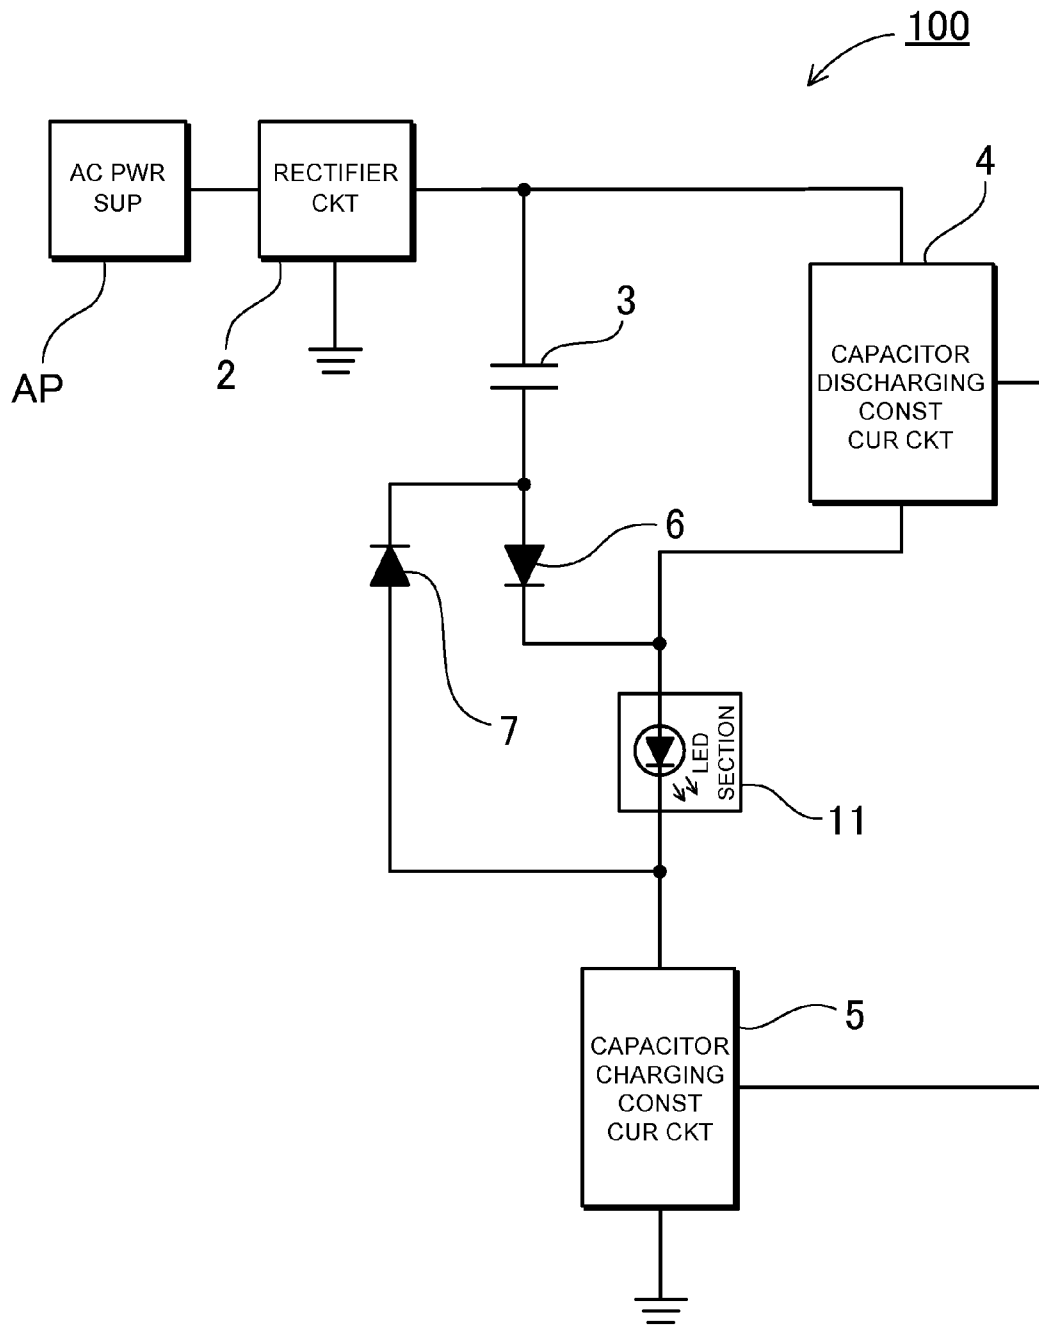 100
AC PWR
SUP
RECTIFIER
CKT
4
3
2
AP
CAPACITOR
DISCHARGING
CONST
CUR CKT
6
7
LED
SECTION
11
5
CAPACITOR
CHARGING
CONST
CUR CKT